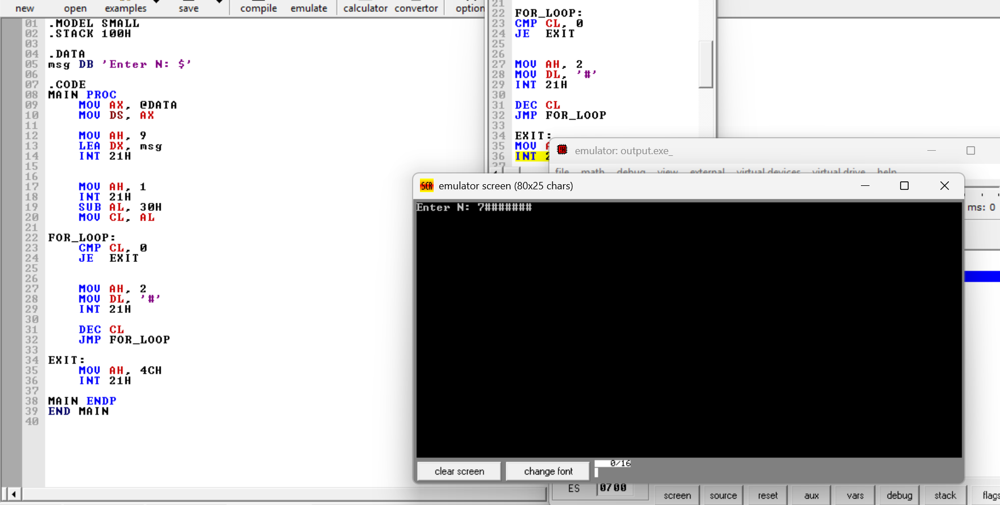 new open examples save compile emulate calculator convertor option
01 .MODEL SMALL
02 .STACK 100H
03
04 .DATA
05 msg DB 'Enter N: $'
06
07 .CODE
08 MAIN PROC
09 MOV AX, @DATA
10 MOV DS, AX
11
12 MOV AH, 9
13 LEA DX, msg
14 INT 21H
15
16
17 MOV AH, 1
18 INT 21H
19 SUB AL, 30H
20 MOV CL, AL
21
22 FOR_LOOP:
23 CMP CL, 0
24 JE EXIT
25
26
27 MOV AH, 2
28 MOV DL, '#'
29 INT 21H
30
31 DEC CL
32 JMP FOR_LOOP
33
34 EXIT:
35 MOV AH, 4CH
36 INT 21H
37
38 MAIN ENDP
39 END MAIN
40
21
22 FOR_LOOP:
23 CMP CL, 0
24 JE EXIT
25
26
27 MOV AH, 2
28 MOV DL, '#'
29 INT 21H
30
31 DEC CL
32 JMP FOR_LOOP
33
34 EXIT:
35 MOV
36 INT 2
37
emulator: output.exe_
file math debug view external virtual devices virtual drive help
ms: 0
SCR emulator screen (80x25 chars)
Enter N: 7#######
clear screen change font 0/16
ES 0700
screen source reset aux vars debug stack flags